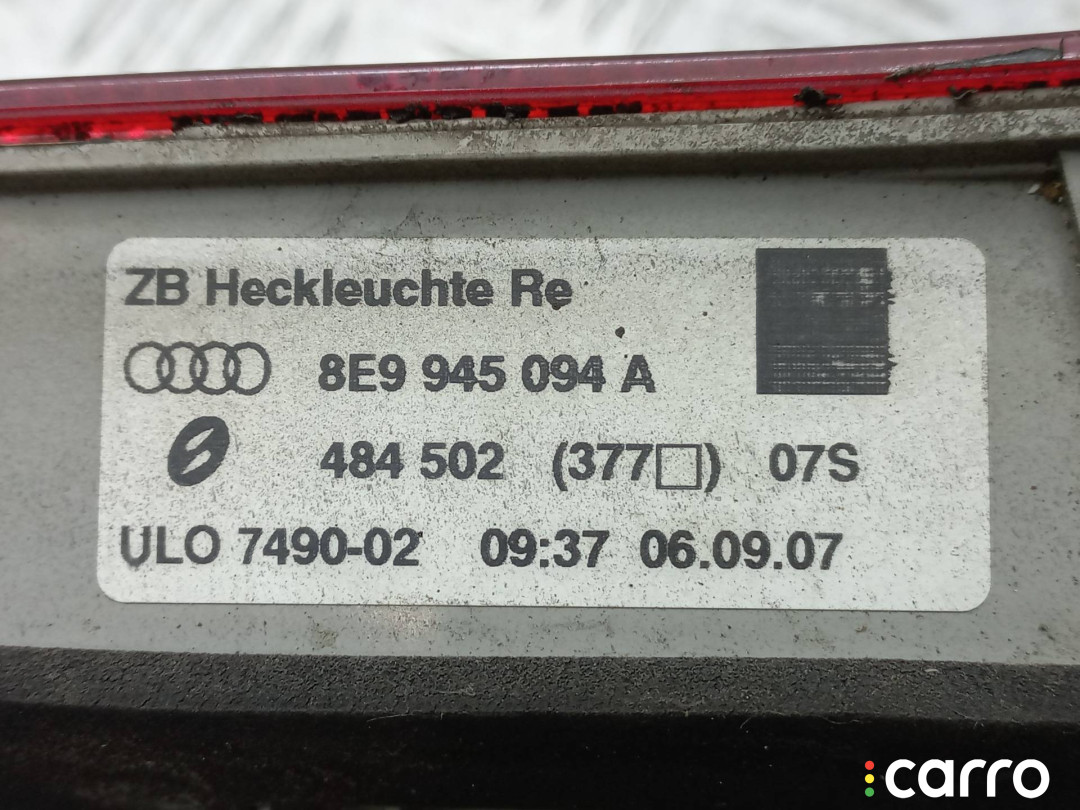 ZB Heckleuchte Re
8E9 945 094 A
484 502 (377□) 07S
ULO 7490-02 09:37 06.09.07
carro